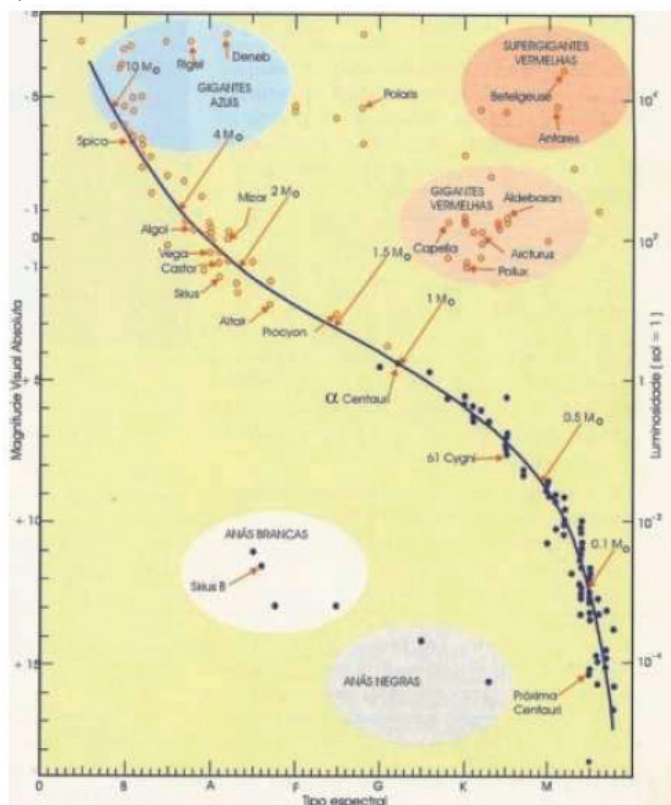 Rigel
Deneb
SUPERGIGANTES
VERMELHAS
10 M
GIGANTES
AZUIS
Polaris
Betelgeuse
10⁴
- 5
Antares
Spica
4 M
Mizar
2 M
GIGANTES
VERMELHAS
Aldebaran
- 1
Algol
0
Capella
Arcturus
10²
Vega
- 1
Castor
1.5 M
Pollux
Sirius
Altair
Procyon
1 M
+ 5
α Centauri
1
0.5 M
61 Cygni
+ 10
ANÃS BRANCAS
10⁻²
0.1 M
Sirius B
+ 15
ANÃS NEGRAS
10⁻⁴
Próxima
Centauri
Magnitude Visual Absoluta
Luminosidade [ sol = 1 ]
O B A F G K M
Tipo espectral